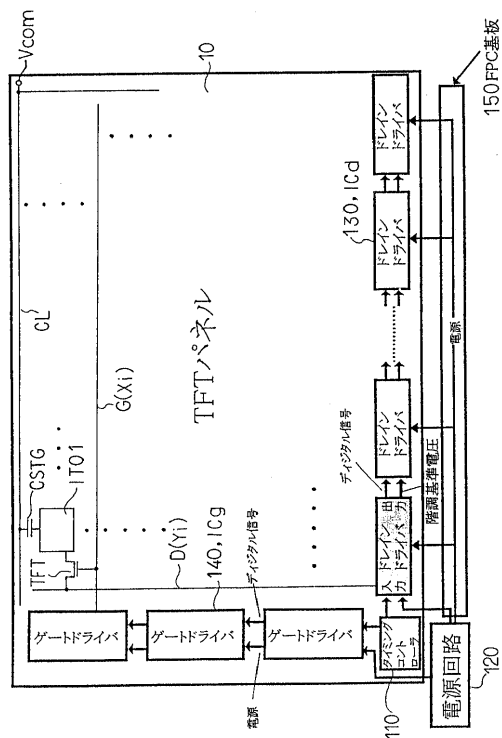 Vcom
CL
10
CSTG
ITO1
TFT
G(Xi)
TFTパネル
D(Yi)
140,ICg
ディジタル信号
ゲートドライバ
ゲートドライバ
ゲートドライバ
電源
タイミング
コント
ローラ
110
電源回路
120
入力
ドレイン
ドライバ
出力
ディジタル信号
階調基準電圧
ドレイン
ドライバ
130,ICd
ドレイン
ドライバ
ドレイン
ドライバ
電源
150 FPC基板